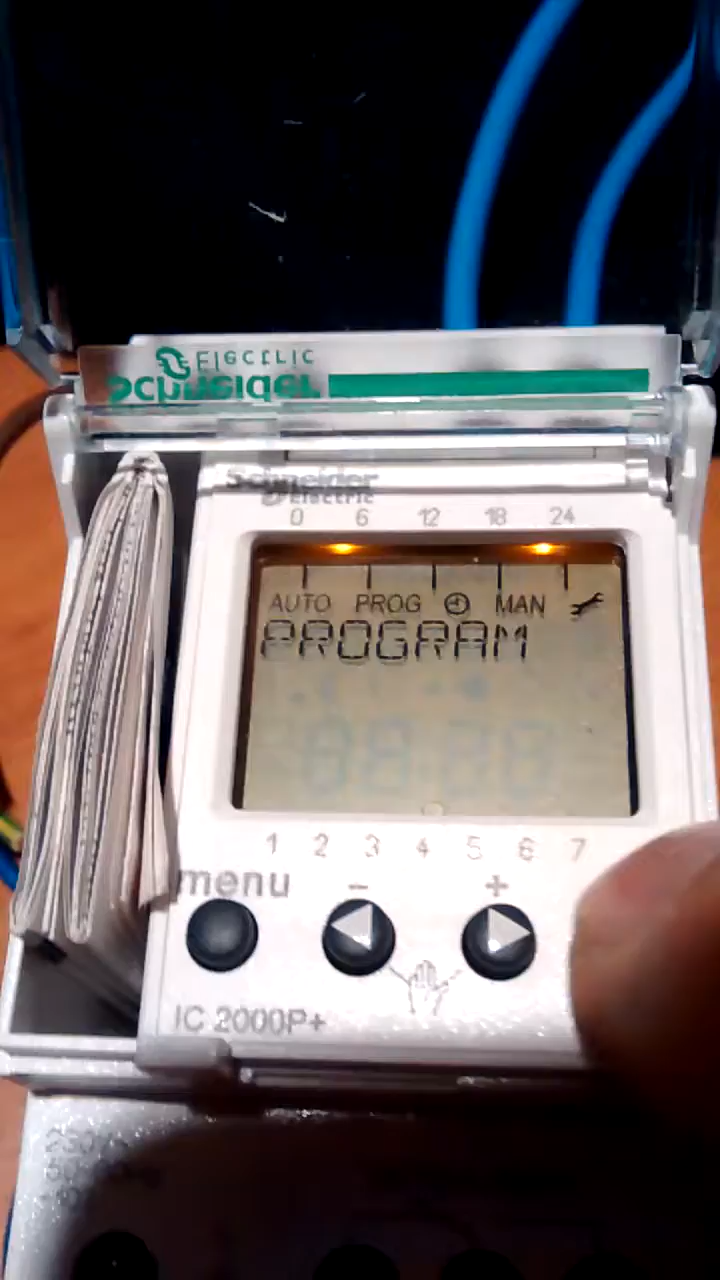 Schneider
Electric
Schneider
Electric
0 6 12 18 24
AUTO PROG MAN
PROGRAM
1 2 3 4 5 6 7
menu - +
IC 2000P+